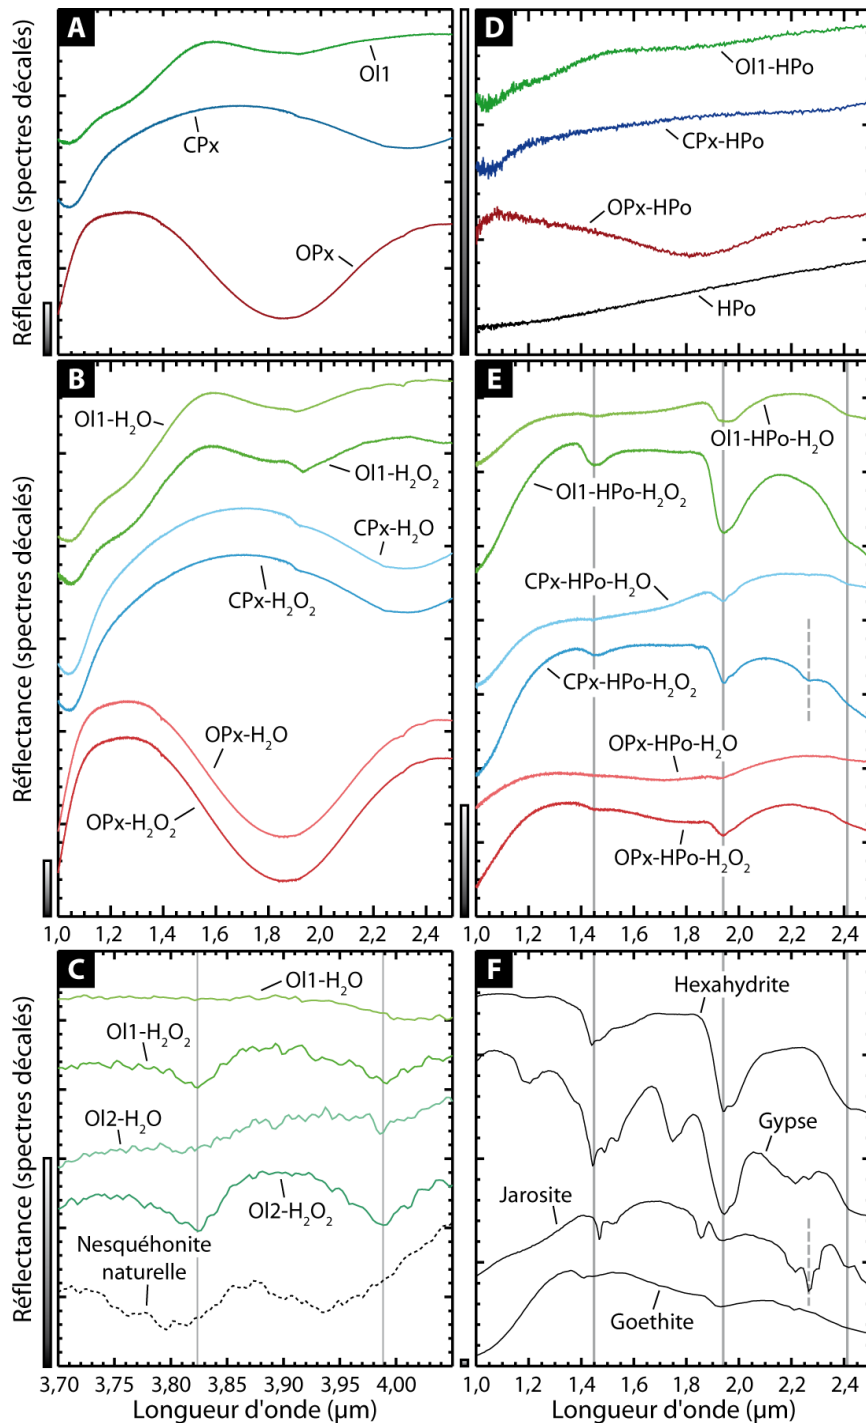 A
Ol1
CPx
OPx
Réflectance (spectres décalés)
D
Ol1-HPo
CPx-HPo
OPx-HPo
HPo
B
Ol1-H₂O
Ol1-H₂O₂
CPx-H₂O
CPx-H₂O₂
OPx-H₂O
OPx-H₂O₂
Réflectance (spectres décalés)
1,0 1,2 1,4 1,6 1,8 2,0 2,2 2,4
E
Ol1-HPo-H₂O
Ol1-HPo-H₂O₂
CPx-HPo-H₂O
CPx-HPo-H₂O₂
OPx-HPo-H₂O
OPx-HPo-H₂O₂
1,0 1,2 1,4 1,6 1,8 2,0 2,2 2,4
C
Ol1-H₂O
Ol1-H₂O₂
Ol2-H₂O
Ol2-H₂O₂
Nesquéhonite
naturelle
Réflectance (spectres décalés)
3,70 3,75 3,80 3,85 3,90 3,95 4,00
Longueur d'onde (µm)
F
Hexahydrite
Gypse
Jarosite
Goethite
1,0 1,2 1,4 1,6 1,8 2,0 2,2 2,4
Longueur d'onde (µm)